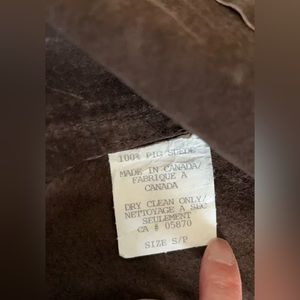 100% PIG SUEDE
MADE IN CANADA/
FABRIQUE A
CANADA
DRY CLEAN ONLY/
NETTOYAGE A SEC
SEULEMENT
CA # 05870
SIZE S/P